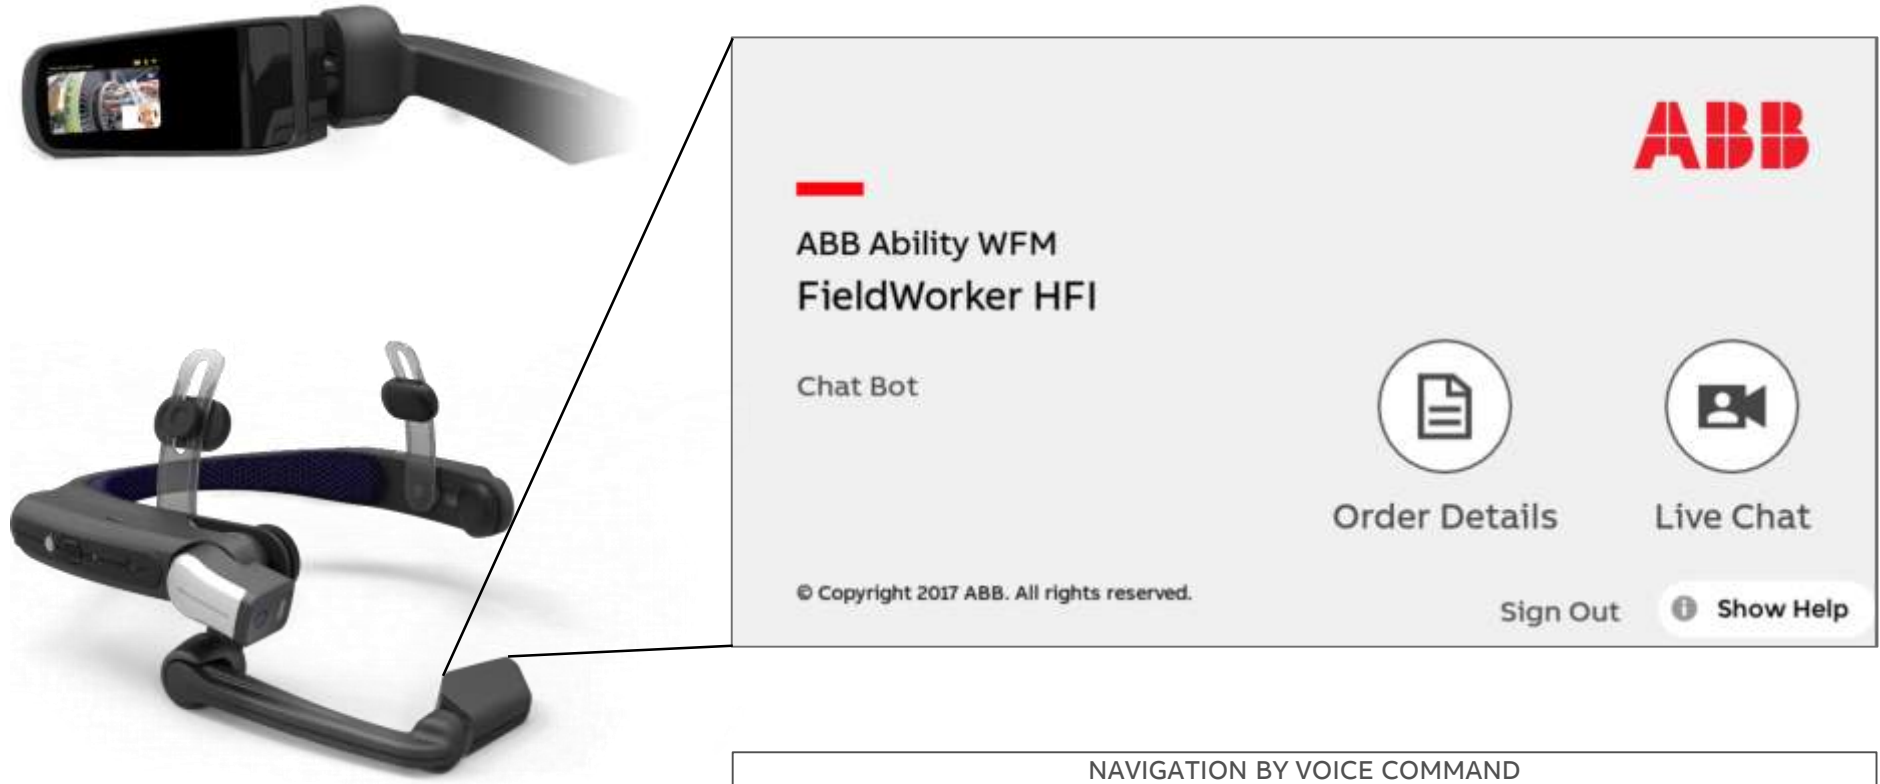 ABB
ABB Ability WFM
FieldWorker HFI
Chat Bot
Order Details
Live Chat
© Copyright 2017 ABB. All rights reserved.
Sign Out
Show Help
NAVIGATION BY VOICE COMMAND